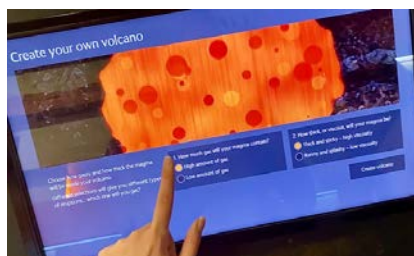 Create your own volcano
Choose how gassy and how thick the magma
will be inside your volcano.
Different selections will give you different types
of eruptions... which one will you get?
1. How much gas will your magma contain?
High amount of gas
Low amount of gas
2. How thick, or viscous, will your magma be?
Thick and sticky - high viscosity
Runny and splashy - low viscosity
Create volcano